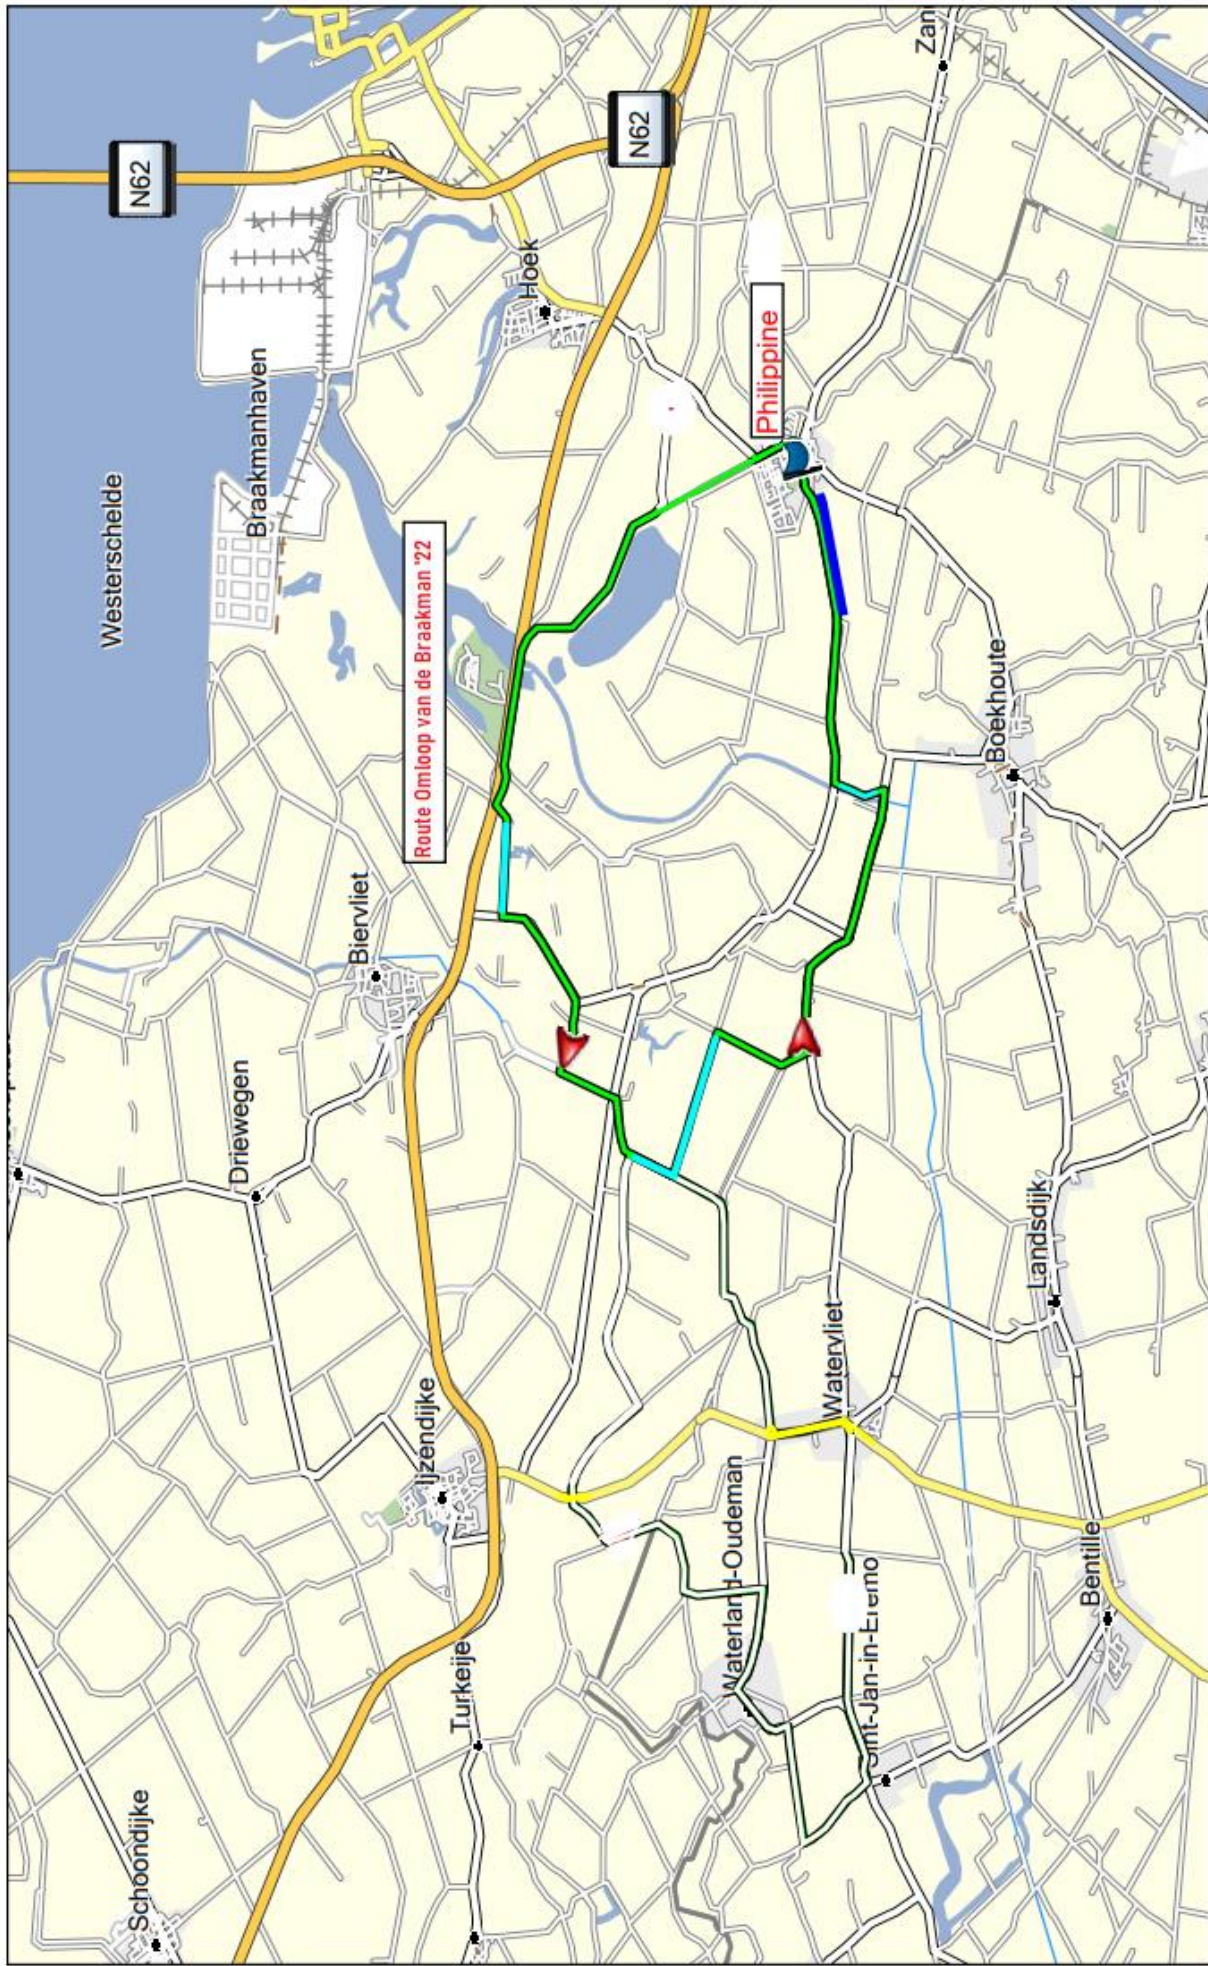 Schoondijke
Turkeije
Ijzendijke
Driewegen
Biervliet
Westerschelde
Braakmanhaven
N62
N62
Hoek
Route Omloop van de Braakman '22
Philippine
Zan
Boekhoute
Landsdijk
Watervliet
Waterland-Oudeman
Bentille